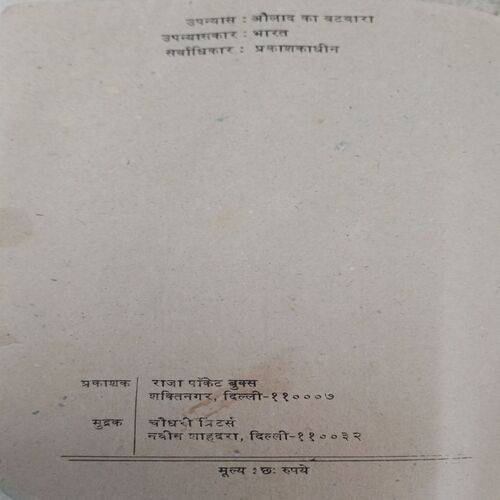 उपन्यास : औलाद का बटवारा
उपन्यासकार : भारत
सर्वाधिकार : प्रकाशकाधीन
प्रकाशक राजा पॉकेट बुक्स
शक्तिनगर, दिल्ली-११०००७
मुद्रक चौधरी प्रिंटर्स
नवीन शाहदरा, दिल्ली-११००३२
मूल्य : छः रुपये